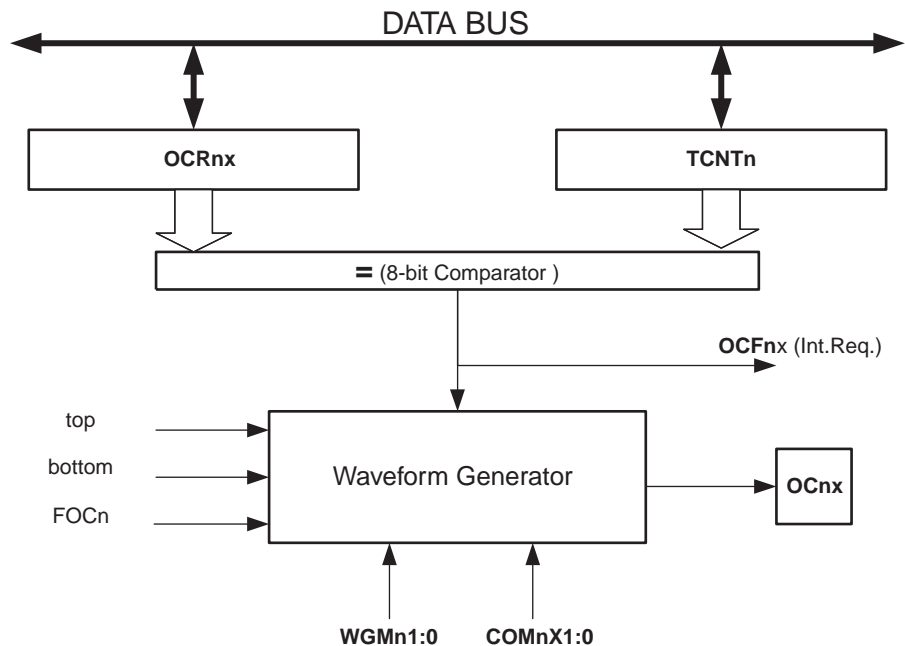 DATA BUS
OCRnx
TCNTn
= (8-bit Comparator )
OCFnx (Int.Req.)
top
bottom
FOCn
Waveform Generator
OCnx
WGMn1:0
COMnX1:0